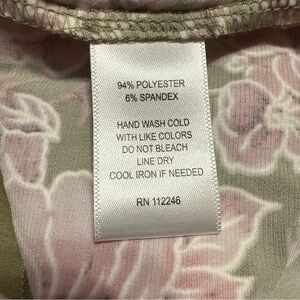 94% POLYESTER
6% SPANDEX
HAND WASH COLD
WITH LIKE COLORS
DO NOT BLEACH
LINE DRY
COOL IRON IF NEEDED
RN 112246